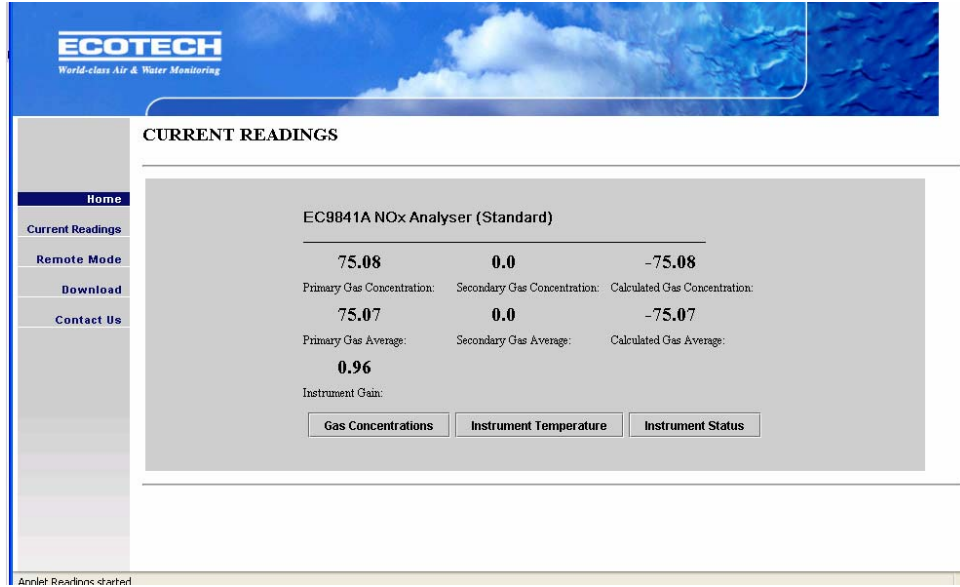 ECOTECH
World-class Air & Water Monitoring
CURRENT READINGS
Home
Current Readings
Remote Mode
Download
Contact Us
EC9841A NOx Analyser (Standard)
75.08 0.0 -75.08
Primary Gas Concentration: Secondary Gas Concentration: Calculated Gas Concentration:
75.07 0.0 -75.07
Primary Gas Average: Secondary Gas Average: Calculated Gas Average:
0.96
Instrument Gain:
Gas Concentrations Instrument Temperature Instrument Status
Applet Readings started